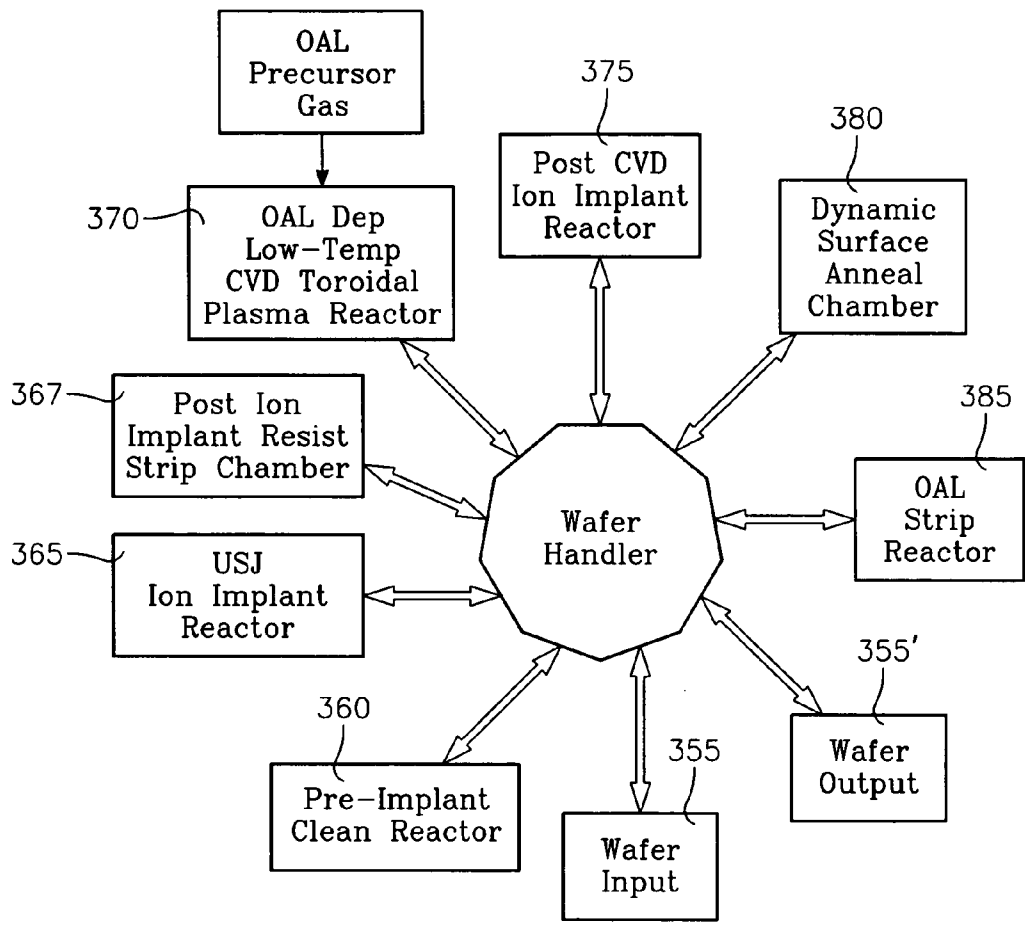 OAL
Precursor
Gas
375
Post CVD
Ion Implant
Reactor
380
Dynamic
Surface
Anneal
Chamber
370
OAL Dep
Low-Temp
CVD Toroidal
Plasma Reactor
367
Post Ion
Implant Resist
Strip Chamber
385
OAL
Strip
Reactor
Wafer
Handler
365
USJ
Ion Implant
Reactor
360
Pre-Implant
Clean Reactor
355
Wafer
Input
355'
Wafer
Output